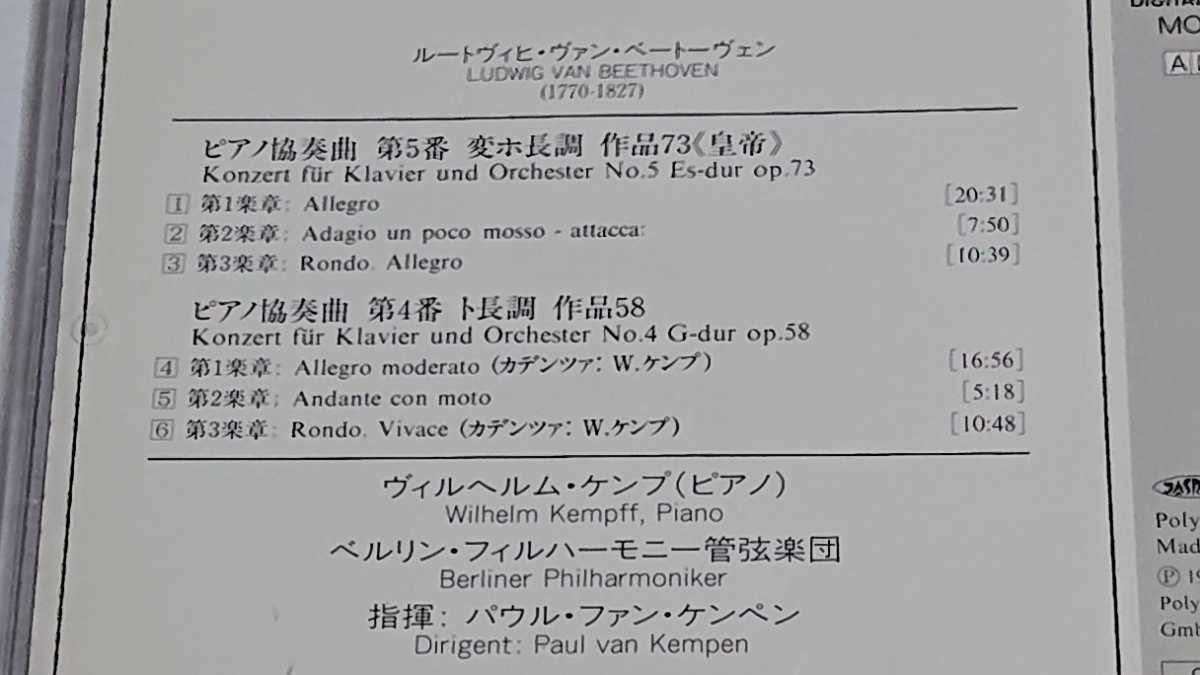 ルートヴィヒ・ヴァン・ベートーヴェン
LUDWIG VAN BEETHOVEN
(1770-1827)
ピアノ協奏曲 第5番 変ホ長調 作品73《皇帝》
Konzert für Klavier und Orchester No.5 Es-dur op.73
1 第1楽章: Allegro [20:31]
2 第2楽章: Adagio un poco mosso - attacca: [7:50]
3 第3楽章: Rondo. Allegro [10:39]
ピアノ協奏曲 第4番 ト長調 作品58
Konzert für Klavier und Orchester No.4 G-dur op.58
4 第1楽章: Allegro moderato (カデンツァ: W.ケンプ) [16:56]
5 第2楽章: Andante con moto [5:18]
6 第3楽章: Rondo. Vivace (カデンツァ: W.ケンプ) [10:48]
ヴィルヘルム・ケンプ(ピアノ)
Wilhelm Kempff, Piano
ベルリン・フィルハーモニー管弦楽団
Berliner Philharmoniker
指揮: パウル・ファン・ケンペン
Dirigent: Paul van Kempen
MO
A
Poly
Mad
Ⓟ 19
Poly
Gmb